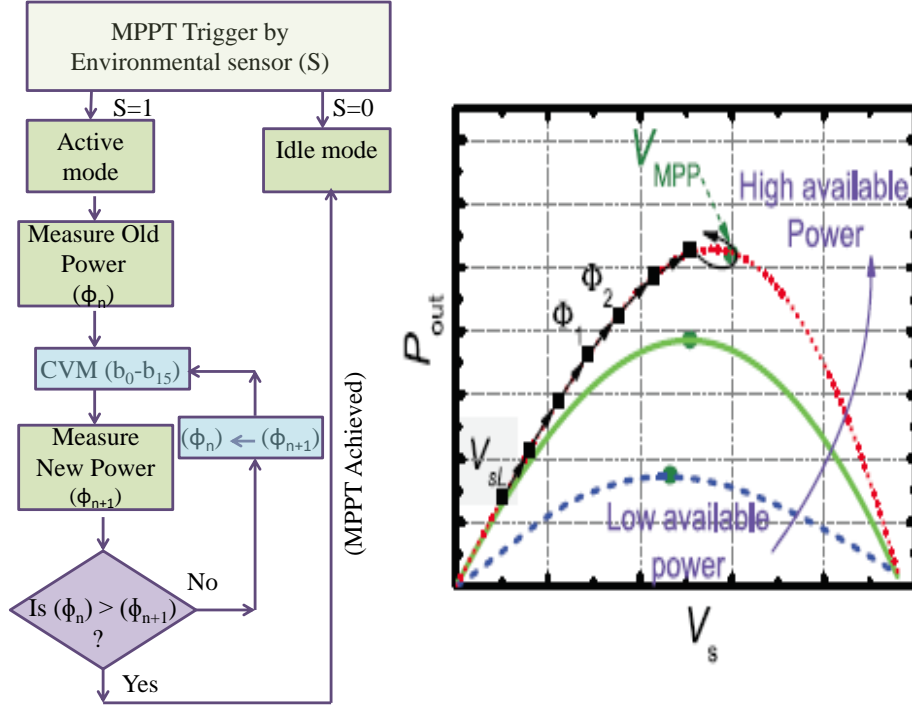 MPPT Trigger by
Environmental sensor (S)
S=1
S=0
Active
mode
Idle mode
Measure Old
Power
(ϕn)
CVM (b0-b15)
Measure
New Power
(ϕn+1)
(ϕn) ← (ϕn+1)
Is (ϕn) > (ϕn+1)
?
No
Yes
(MPPT Achieved)
VMPP
High available
Power
Φ1
Φ2
VsL
Low available
power
Pout
Vs